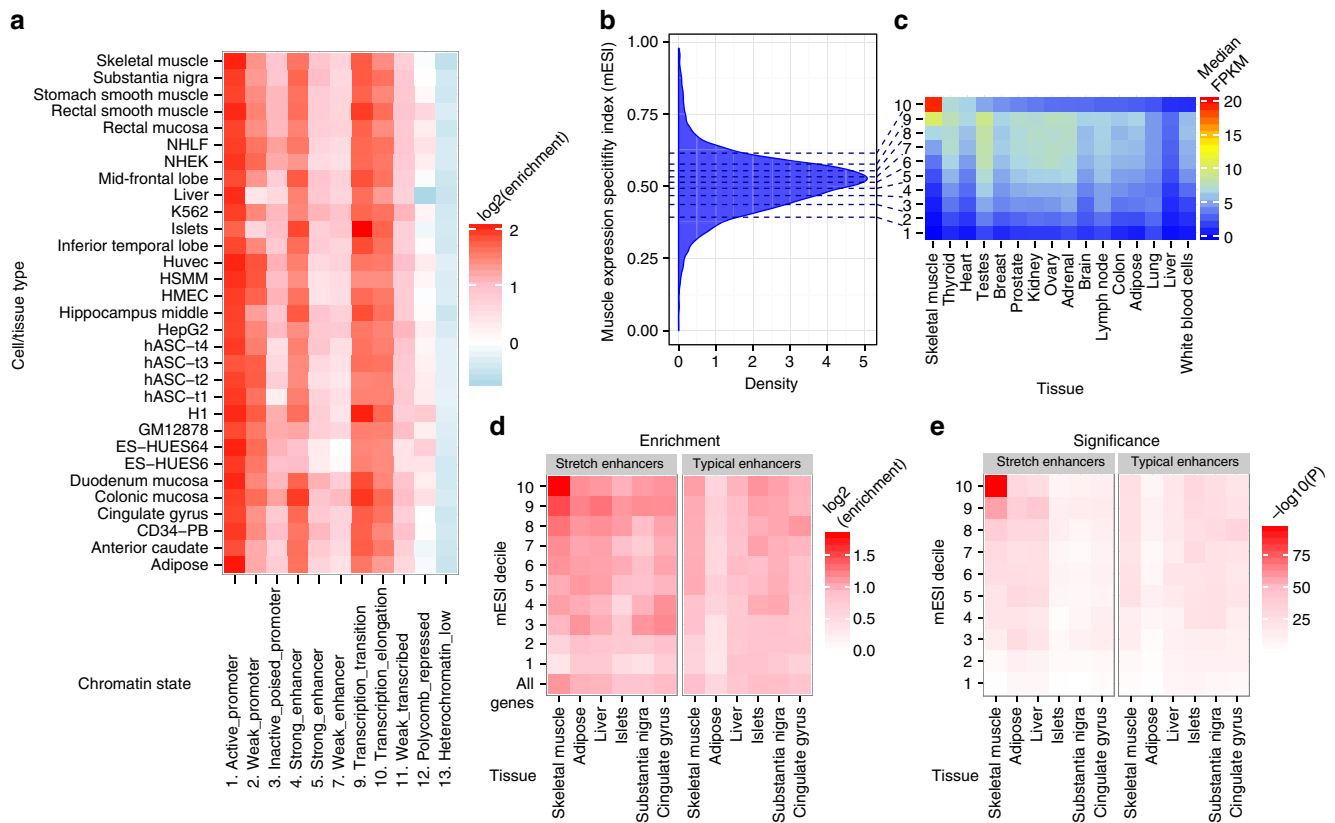 a
Skeletal muscle
Substantia nigra
Stomach smooth muscle
Rectal smooth muscle
Rectal mucosa
NHLF
NHEK
Mid−frontal lobe
Liver
K562
Islets
Inferior temporal lobe
Huvec
HSMM
HMEC
Hippocampus middle
HepG2
hASC−t4
hASC−t3
hASC−t2
hASC−t1
H1
GM12878
ES−HUES64
ES−HUES6
Duodenum mucosa
Colonic mucosa
Cingulate gyrus
CD34−PB
Anterior caudate
Adipose
Cell/tissue type
Chromatin state
1. Active_promoter
2. Weak_promoter
3. Inactive_poised_promoter
4. Strong_enhancer
5. Strong_enhancer
7. Weak_enhancer
9. Transcription_transition
10. Transcription_elongation
11. Weak_transcribed
12. Polycomb_repressed
13. Heterochromatin_low
log2(enrichment)
2
1
0
b
Muscle expression specitifity index (mESI)
1.00
0.75
0.50
0.25
0.00
0 1 2 3 4 5
Density
c
10
9
8
7
6
5
4
3
2
1
Skeletal muscle
Thyroid
Heart
Testes
Breast
Prostate
Kidney
Ovary
Adrenal
Brain
Lymph node
Colon
Adipose
Lung
Liver
White blood cells
Tissue
Median
FPKM
20
15
10
5
0
d
Enrichment
Stretch enhancers Typical enhancers
mESI decile
10
9
8
7
6
5
4
3
2
1
All
genes
Tissue
Skeletal muscle
Adipose
Liver
Islets
Substantia nigra
Cingulate gyrus
Skeletal muscle
Adipose
Liver
Islets
Substantia nigra
Cingulate gyrus
log2
(enrichment)
1.5
1.0
0.5
0.0
e
Significance
Stretch enhancers Typical enhancers
mESI decile
10
9
8
7
6
5
4
3
2
1
Tissue
Skeletal muscle
Adipose
Liver
Islets
Substantia nigra
Cingulate gyrus
Skeletal muscle
Adipose
Liver
Islets
Substantia nigra
Cingulate gyrus
−log10(P)
75
50
25